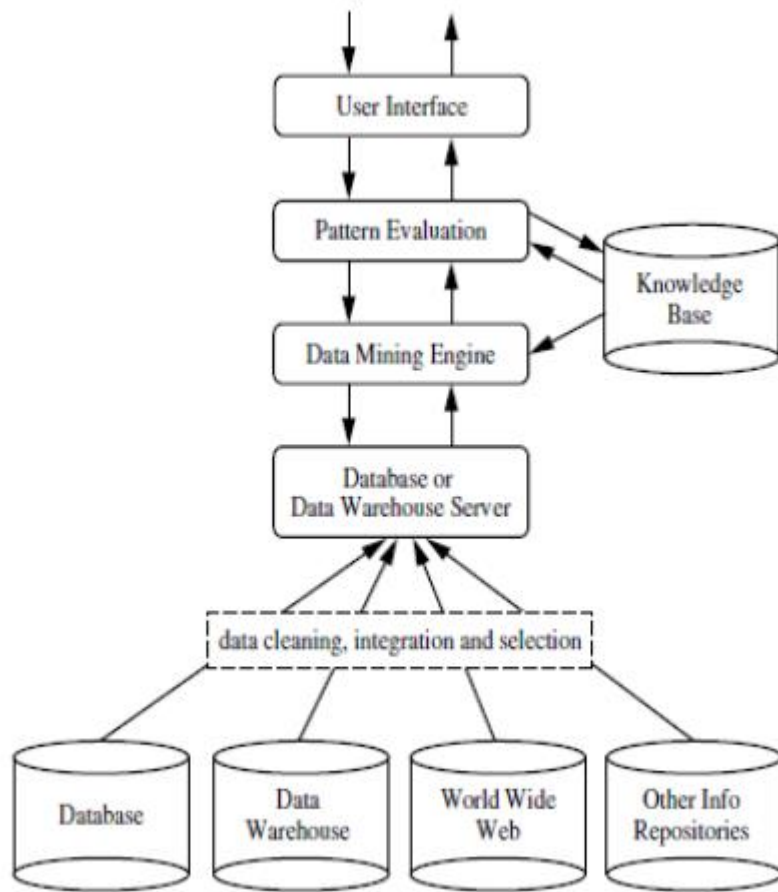 User Interface
Pattern Evaluation
Knowledge
Base
Data Mining Engine
Database or
Data Warehouse Server
data cleaning, integration and selection
Database
Data
Warehouse
World Wide
Web
Other Info
Repositories